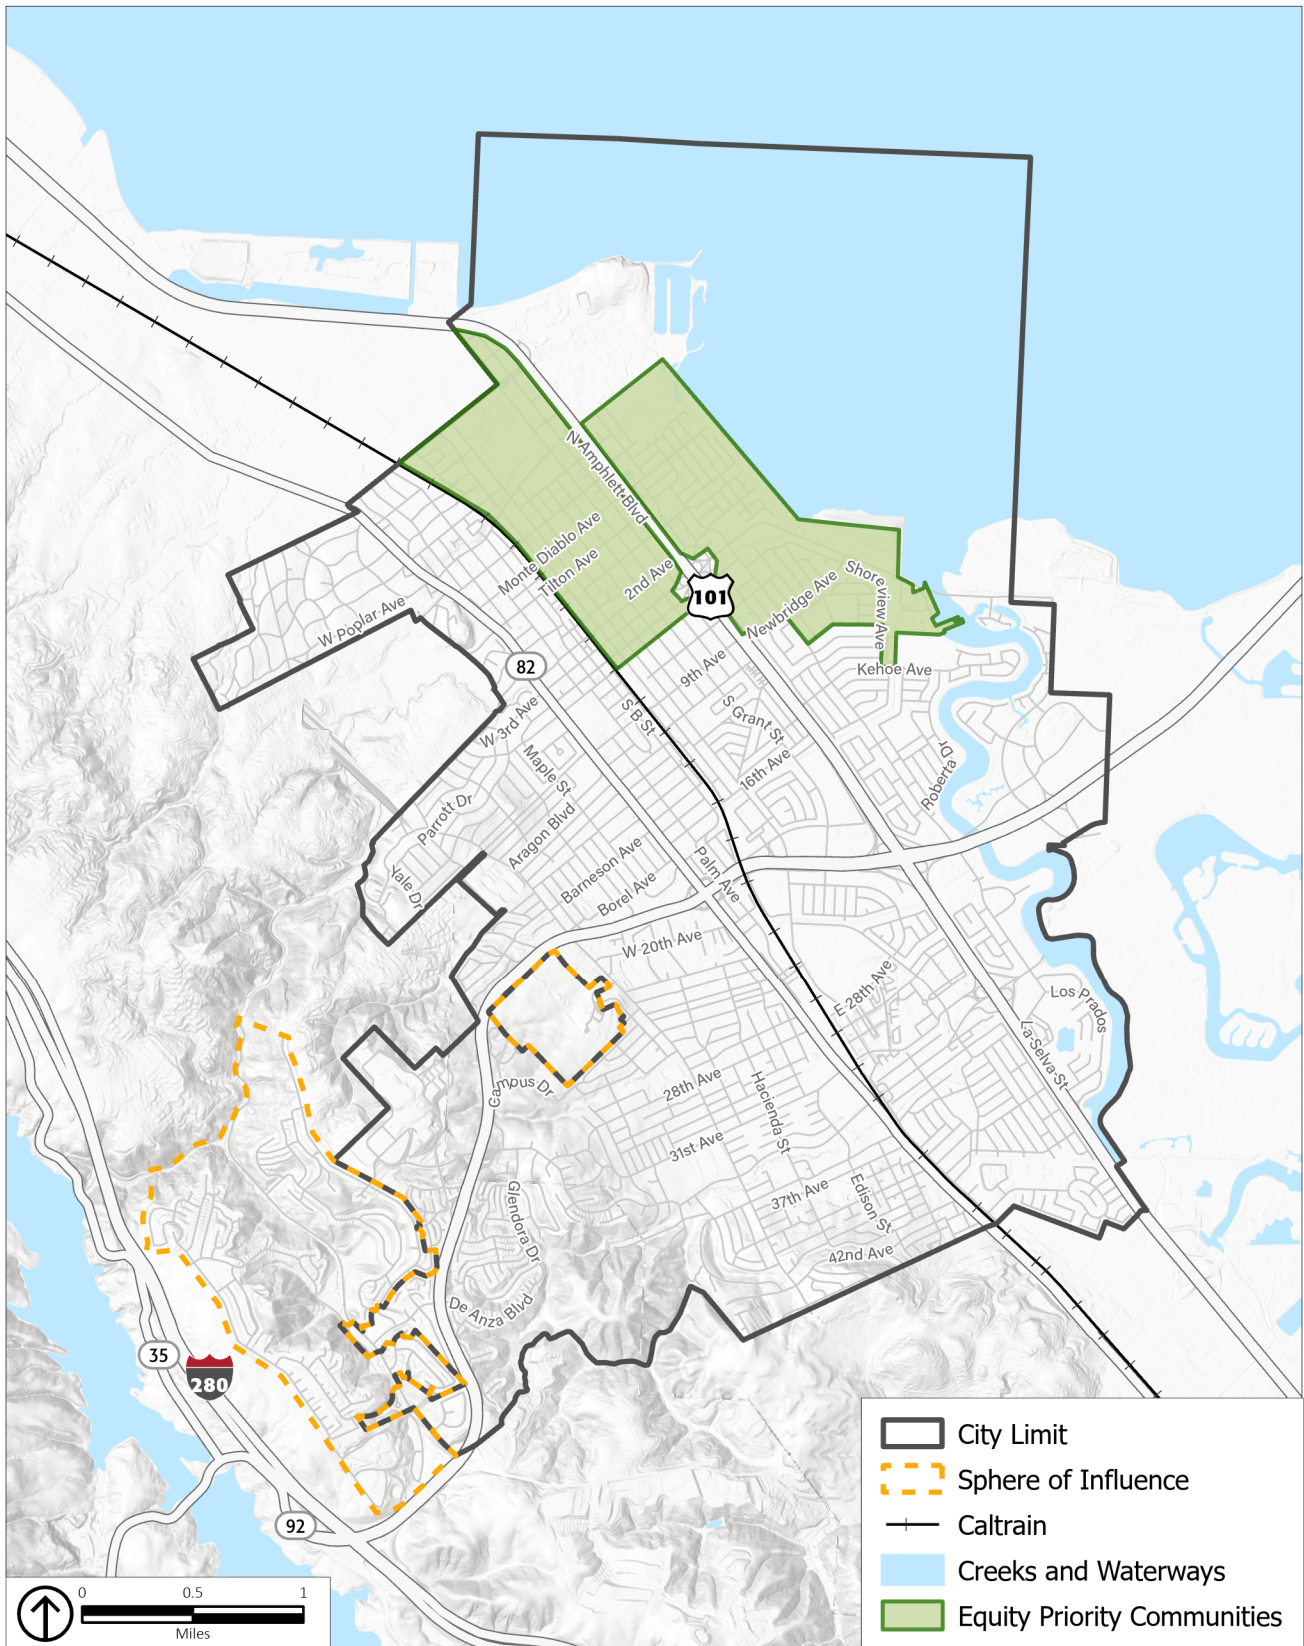 N Amphlett Blvd
Monte Diablo Ave
Tilton Ave
2nd Ave
101
Newbridge Ave
Shoreview Ave
Kehoe Ave
W Poplar Ave
82
9th Ave
S Grant St
S B St
W 3rd Ave
Maple St
16th Ave
Roberta Dr
Parrott Dr
Aragon Blvd
Yale Dr
Barneson Ave
Borel Ave
Palm Ave
W 20th Ave
E 28th Ave
Los Prados
La Selva St
Campus Dr
28th Ave
Hacienda St
31st Ave
37th Ave
Edison St
42nd Ave
Glendora Dr
De Anza Blvd
35
280
92
City Limit
Sphere of Influence
Caltrain
Creeks and Waterways
Equity Priority Communities
0 0.5 1
Miles